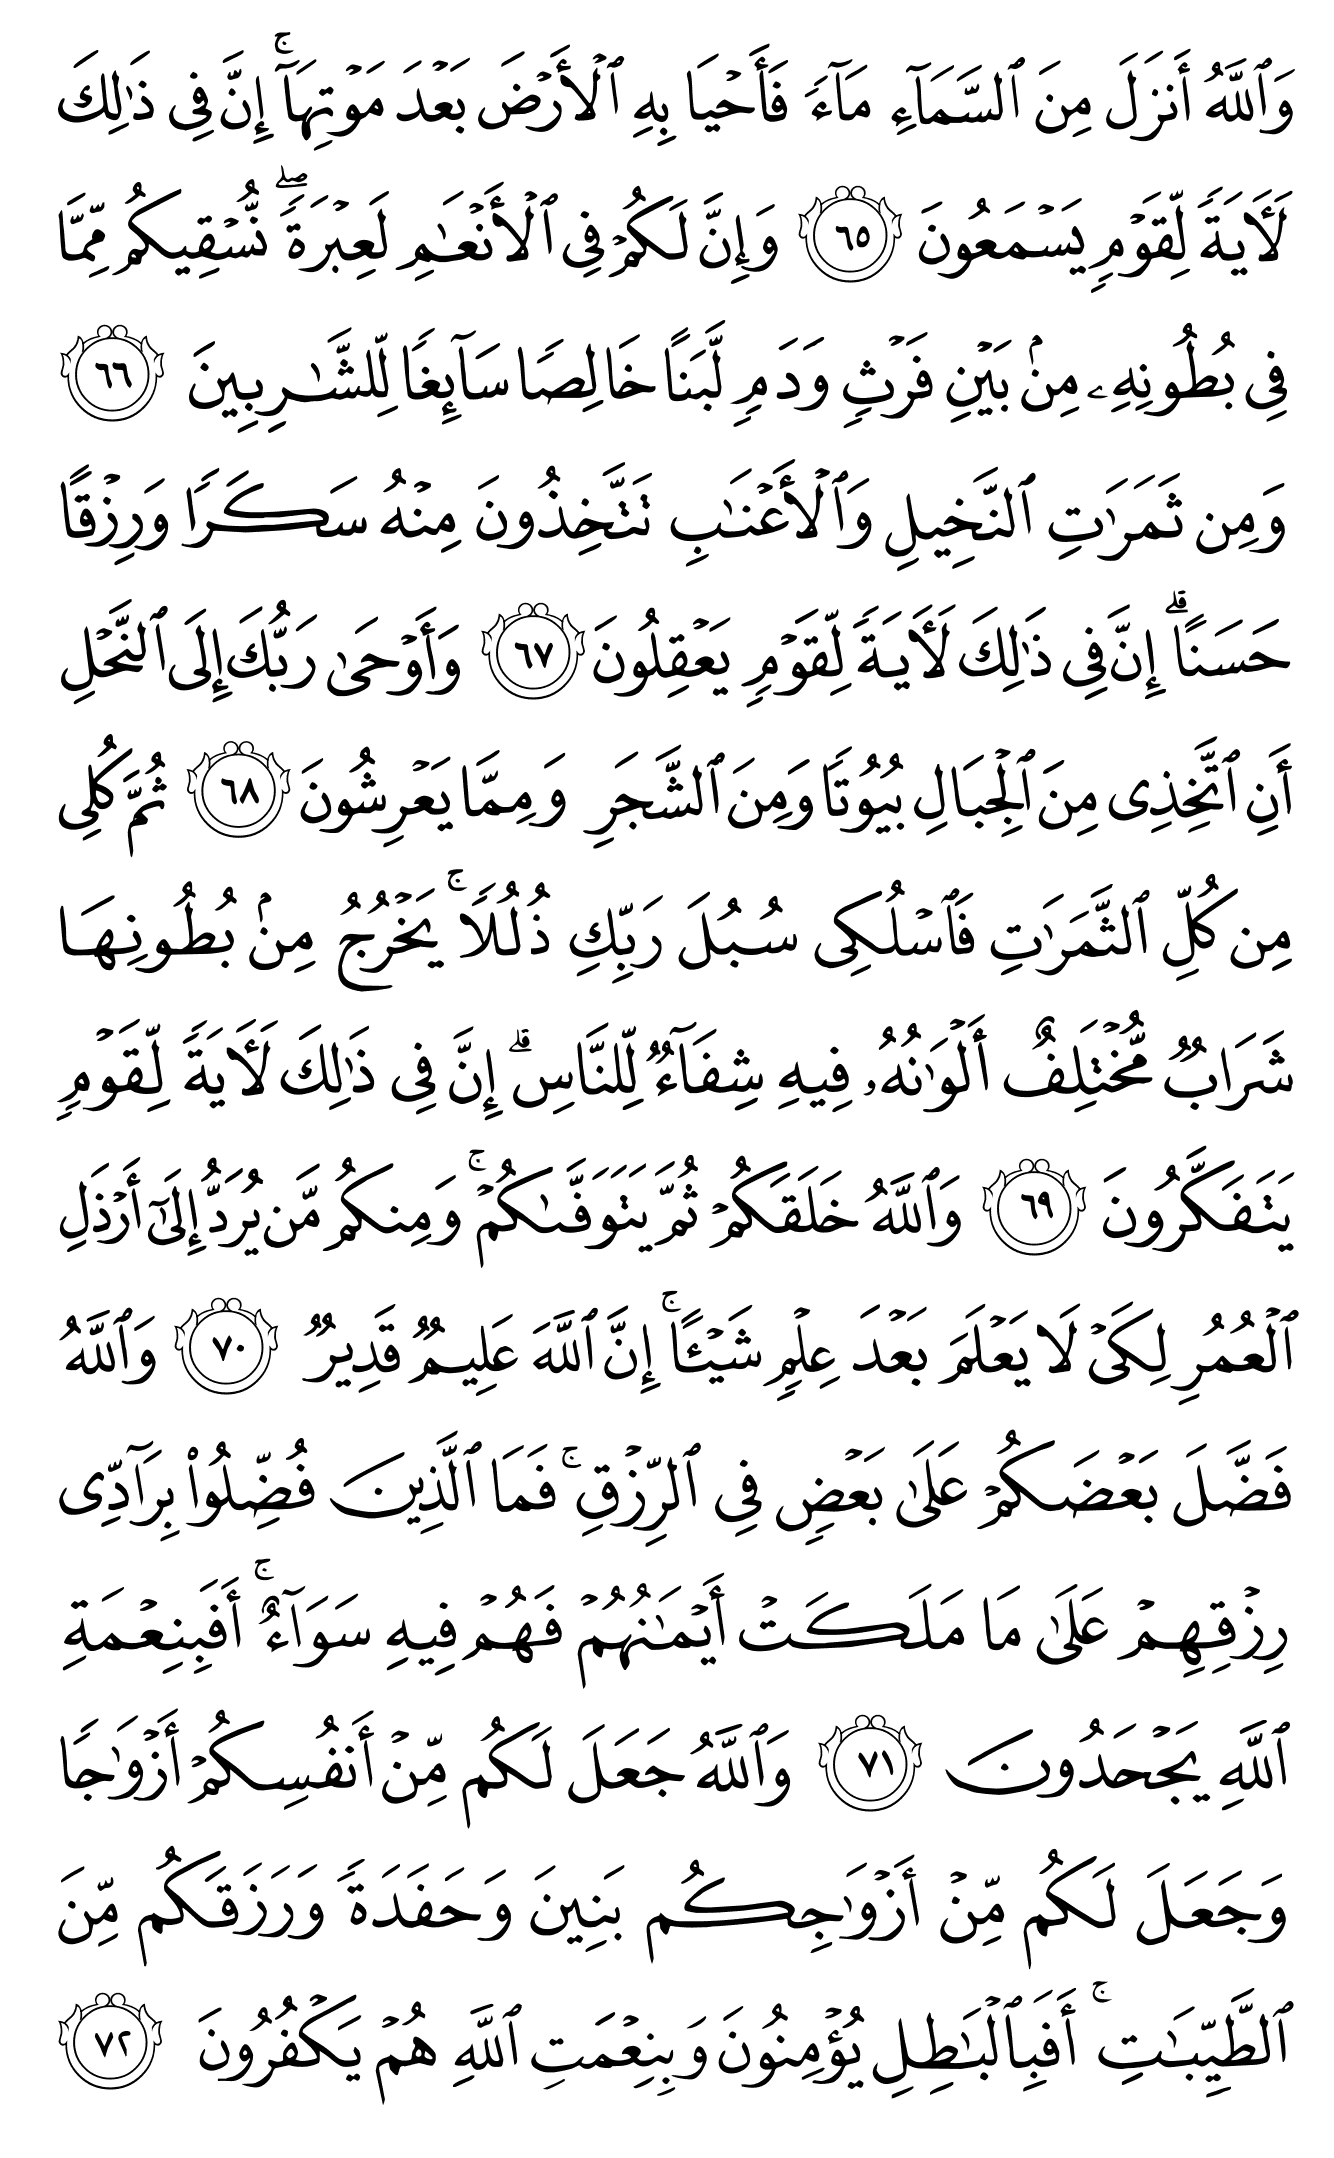 وَٱللَّهُ أَنزَلَ مِنَ ٱلسَّمَآءِ مَآءً فَأَحْيَا بِهِ ٱلْأَرْضَ بَعْدَ مَوْتِهَآ ۚ إِنَّ فِى ذَٰلِكَ
لَـَٔايَةً لِّقَوْمٍ يَسْمَعُونَ ٦٥ وَإِنَّ لَكُمْ فِى ٱلْأَنْعَـٰمِ لَعِبْرَةً ۖ نُّسْقِيكُم مِّمَّا
فِى بُطُونِهِۦ مِنۢ بَيْنِ فَرْثٍ وَدَمٍ لَّبَنًا خَالِصًا سَآئِغًا لِّلشَّـٰرِبِينَ ٦٦
وَمِن ثَمَرَٰتِ ٱلنَّخِيلِ وَٱلْأَعْنَـٰبِ تَتَّخِذُونَ مِنْهُ سَكَرًا وَرِزْقًا
حَسَنًا ۗ إِنَّ فِى ذَٰلِكَ لَـَٔايَةً لِّقَوْمٍ يَعْقِلُونَ ٦٧ وَأَوْحَىٰ رَبُّكَ إِلَى ٱلنَّحْلِ
أَنِ ٱتَّخِذِى مِنَ ٱلْجِبَالِ بُيُوتًا وَمِنَ ٱلشَّجَرِ وَمِمَّا يَعْرِشُونَ ٦٨ ثُمَّ كُلِى
مِن كُلِّ ٱلثَّمَرَٰتِ فَٱسْلُكِى سُبُلَ رَبِّكِ ذُلُلًا ۚ يَخْرُجُ مِنۢ بُطُونِهَا
شَرَابٌ مُّخْتَلِفٌ أَلْوَٰنُهُۥ فِيهِ شِفَآءٌ لِّلنَّاسِ ۗ إِنَّ فِى ذَٰلِكَ لَـَٔايَةً لِّقَوْمٍ
يَتَفَكَّرُونَ ٦٩ وَٱللَّهُ خَلَقَكُمْ ثُمَّ يَتَوَفَّىٰكُمْ ۚ وَمِنكُم مَّن يُرَدُّ إِلَىٰٓ أَرْذَلِ
ٱلْعُمُرِ لِكَىْ لَا يَعْلَمَ بَعْدَ عِلْمٍ شَيْـًٔا ۚ إِنَّ ٱللَّهَ عَلِيمٌ قَدِيرٌ ٧٠ وَٱللَّهُ
فَضَّلَ بَعْضَكُمْ عَلَىٰ بَعْضٍ فِى ٱلرِّزْقِ ۚ فَمَا ٱلَّذِينَ فُضِّلُوا۟ بِرَآدِّى
رِزْقِهِمْ عَلَىٰ مَا مَلَكَتْ أَيْمَـٰنُهُمْ فَهُمْ فِيهِ سَوَآءٌ ۚ أَفَبِنِعْمَةِ
ٱللَّهِ يَجْحَدُونَ ٧١ وَٱللَّهُ جَعَلَ لَكُم مِّنْ أَنفُسِكُمْ أَزْوَٰجًا
وَجَعَلَ لَكُم مِّنْ أَزْوَٰجِكُم بَنِينَ وَحَفَدَةً وَرَزَقَكُم مِّنَ
ٱلطَّيِّبَـٰتِ ۚ أَفَبِٱلْبَـٰطِلِ يُؤْمِنُونَ وَبِنِعْمَتِ ٱللَّهِ هُمْ يَكْفُرُونَ ٧٢